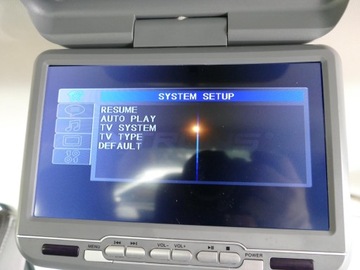 SYSTEM SETUP
RESUME
AUTO PLAY
TV SYSTEM
TV TYPE
DEFAULT
MENU
VOL- VOL+
POWER